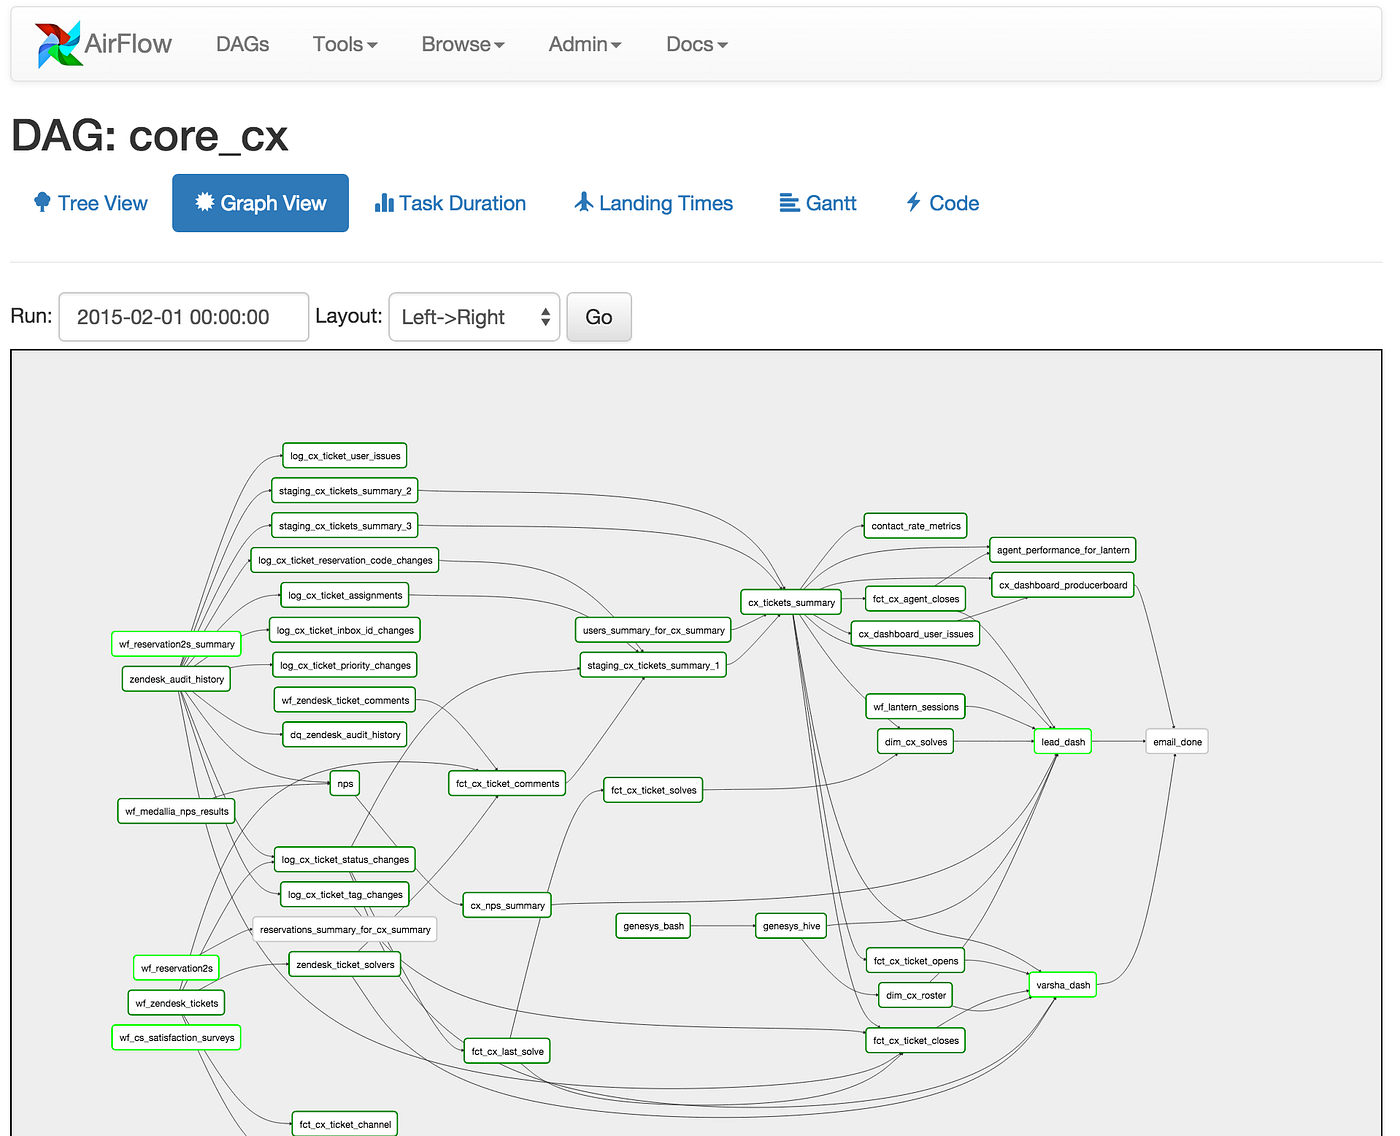 AirFlow DAGs Tools Browse Admin Docs
DAG: core_cx
Tree View Graph View Task Duration Landing Times Gantt Code
Run: 2015-02-01 00:00:00 Layout: Left->Right Go
log_cx_ticket_user_issues
staging_cx_tickets_summary_2
staging_cx_tickets_summary_3
log_cx_ticket_reservation_code_changes
log_cx_ticket_assignments
log_cx_ticket_inbox_id_changes
wf_reservation2s_summary
log_cx_ticket_priority_changes
zendesk_audit_history
wf_zendesk_ticket_comments
dq_zendesk_audit_history
nps
wf_medallia_nps_results
log_cx_ticket_status_changes
log_cx_ticket_tag_changes
reservations_summary_for_cx_summary
wf_reservation2s
zendesk_ticket_solvers
wf_zendesk_tickets
wf_cs_satisfaction_surveys
fct_cx_ticket_channel
fct_cx_ticket_comments
cx_nps_summary
fct_cx_last_solve
users_summary_for_cx_summary
staging_cx_tickets_summary_1
fct_cx_ticket_solves
genesys_bash
cx_tickets_summary
genesys_hive
contact_rate_metrics
agent_performance_for_lantern
cx_dashboard_producerboard
fct_cx_agent_closes
cx_dashboard_user_issues
wf_lantern_sessions
dim_cx_solves
lead_dash
email_done
fct_cx_ticket_opens
varsha_dash
dim_cx_roster
fct_cx_ticket_closes